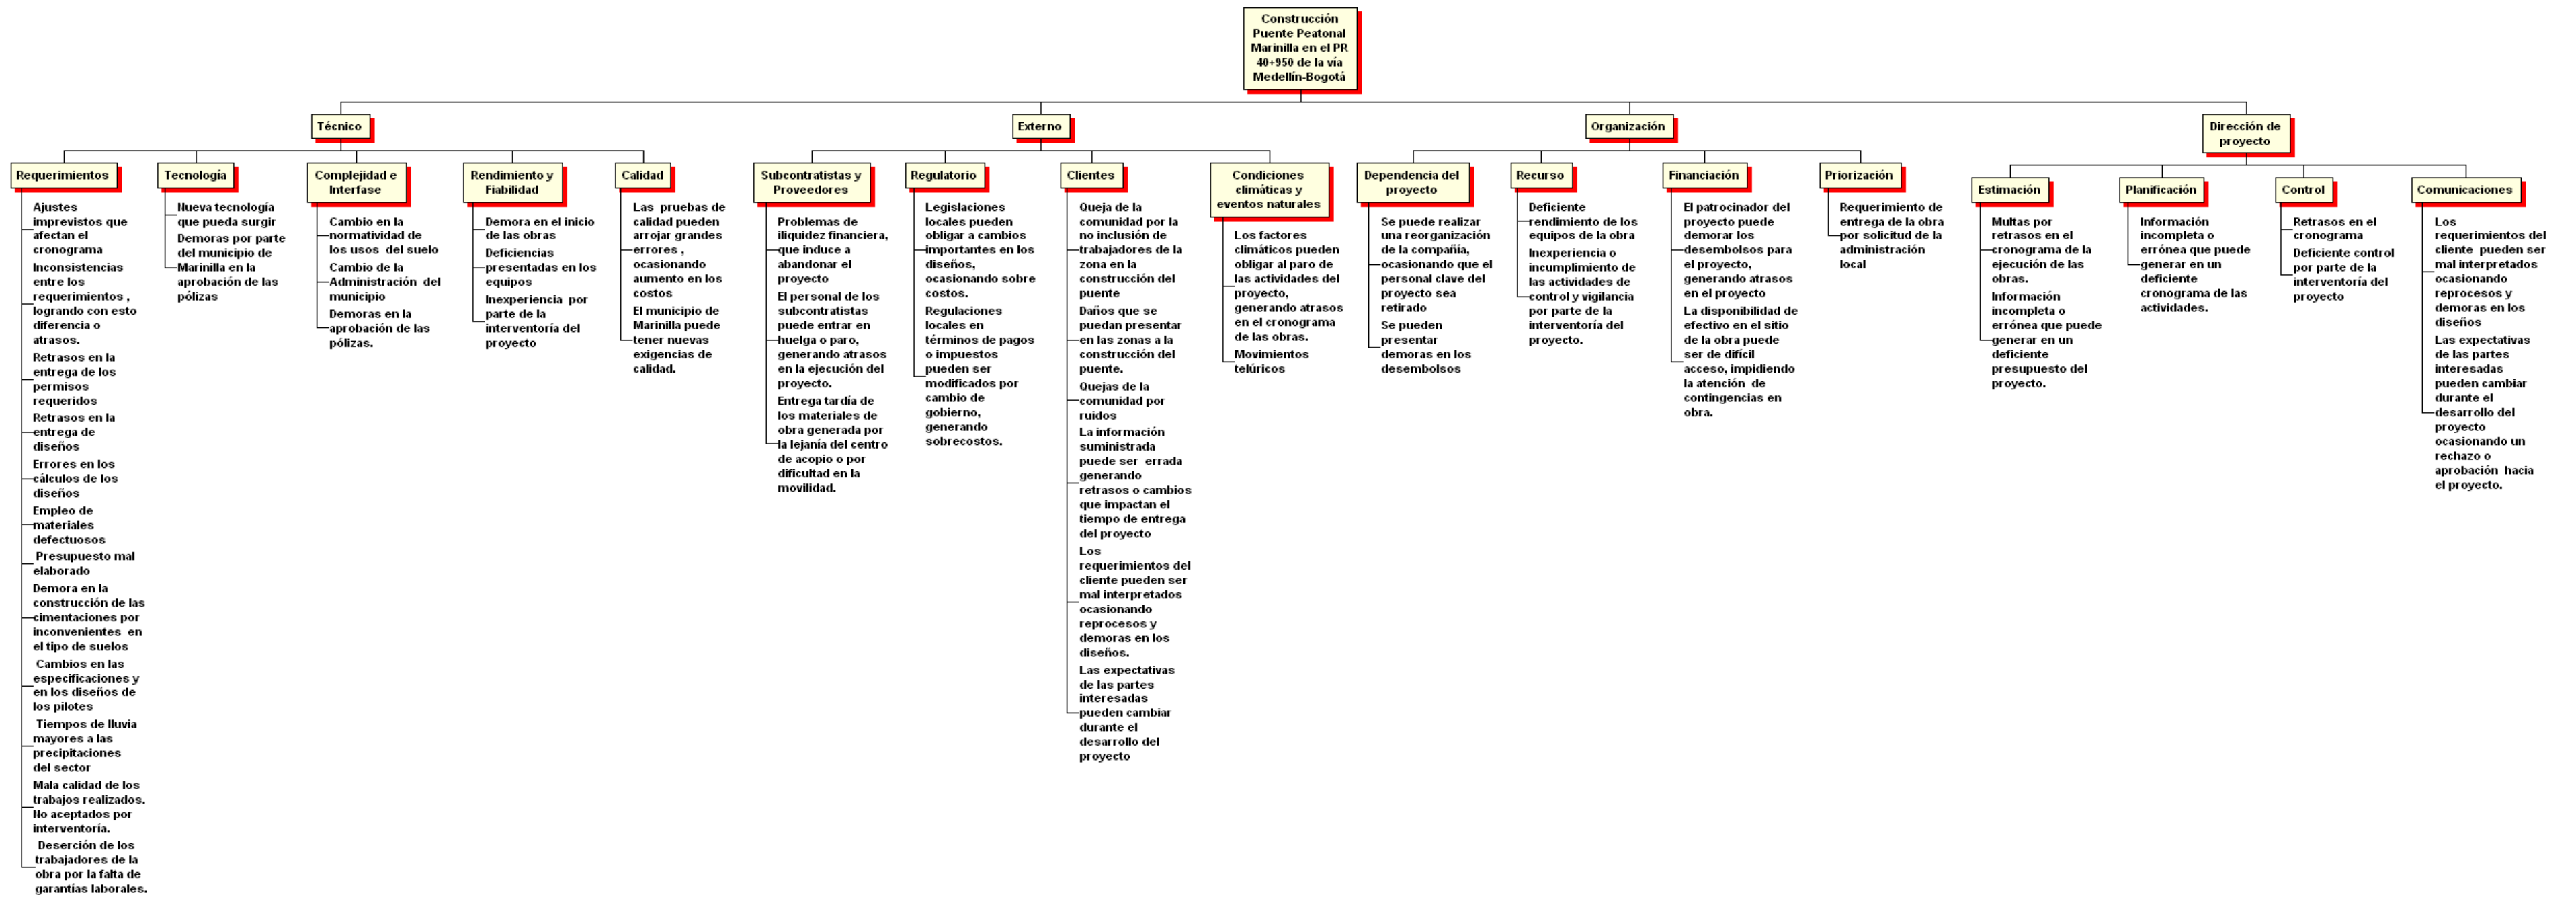 Construcción
Puente Peatonal
Marinilla en el PR
40+950 de la vía
Medellín-Bogotá
Técnico
Externo
Organización
Dirección de
proyecto
Requerimientos
Ajustes
imprevistos que
afectan el
cronograma
Inconsistencias
entre los
requerimientos ,
logrando con esto
diferencia o
atrasos.
Retrasos en la
entrega de los
permisos
requeridos
Retrasos en la
entrega de
diseños
Errores en los
cálculos de los
diseños
Empleo de
materiales
defectuosos
Presupuesto mal
elaborado
Demora en la
construcción de las
cimentaciones por
inconvenientes en
el tipo de suelos
Cambios en las
especificaciones y
en los diseños de
los pilotes
Tiempos de lluvia
mayores a las
precipitaciones
del sector
Mala calidad de los
trabajos realizados.
No aceptados por
interventoría.
Deserción de los
trabajadores de la
obra por la falta de
garantías laborales.
Tecnología
Nueva tecnología
que pueda surgir
Demoras por parte
del municipio de
Marinilla en la
aprobación de las
pólizas
Complejidad e
Interfase
Cambio en la
normatividad de
los usos del suelo
Cambio de la
Administración del
municipio
Demoras en la
aprobación de las
pólizas.
Rendimiento y
Fiabilidad
Demora en el inicio
de las obras
Deficiencias
presentadas en los
equipos
Inexperiencia por
parte de la
interventoría del
proyecto
Calidad
Las pruebas de
calidad pueden
arrojar grandes
errores ,
ocasionando
aumento en los
costos
El municipio de
Marinilla puede
tener nuevas
exigencias de
calidad.
Subcontratistas y
Proveedores
Problemas de
iliquidez financiera,
que induce a
abandonar el
proyecto
El personal de los
subcontratistas
puede entrar en
huelga o paro,
generando atrasos
en la ejecución del
proyecto.
Entrega tardía de
los materiales de
obra generada por
la lejanía del centro
de acopio o por
dificultad en la
movilidad.
Regulatorio
Legislaciones
locales pueden
obligar a cambios
importantes en los
diseños,
ocasionando sobre
costos.
Regulaciones
locales en
términos de pagos
o impuestos
pueden ser
modificados por
cambio de
gobierno,
generando
sobrecostos.
Clientes
Queja de la
comunidad por la
no inclusión de
trabajadores de la
zona en la
construcción del
puente
Daños que se
puedan presentar
en las zonas a la
construcción del
puente.
Quejas de la
comunidad por
ruidos
La información
suministrada
puede ser errada
generando
retrasos o cambios
que impactan el
tiempo de entrega
del proyecto
Los
requerimientos del
cliente pueden ser
mal interpretados
ocasionando
reprocesos y
demoras en los
diseños.
Las expectativas
de las partes
interesadas
pueden cambiar
durante el
desarrollo del
proyecto
Condiciones
climáticas y
eventos naturales
Los factores
climáticos pueden
obligar al paro de
las actividades del
proyecto,
generando atrasos
en el cronograma
de las obras.
Movimientos
telúricos
Dependencia del
proyecto
Se puede realizar
una reorganización
de la compañía,
ocasionando que el
personal clave del
proyecto sea
retirado
Se pueden
presentar
demoras en los
desembolsos
Recurso
Deficiente
rendimiento de los
equipos de la obra
Inexperiencia o
incumplimiento de
las actividades de
control y vigilancia
por parte de la
interventoría del
proyecto.
Financiación
El patrocinador del
proyecto puede
demorar los
desembolsos para
el proyecto,
generando atrasos
en el proyecto
La disponibilidad de
efectivo en el sitio
de la obra puede
ser de difícil
acceso, impidiendo
la atención de
contingencias en
obra.
Priorización
Requerimiento de
entrega de la obra
por solicitud de la
administración
local
Estimación
Multas por
retrasos en el
cronograma de la
ejecución de las
obras.
Información
incompleta o
errónea que puede
generar en un
deficiente
presupuesto del
proyecto.
Planificación
Información
incompleta o
errónea que puede
generar en un
deficiente
cronograma de las
actividades.
Control
Retrasos en el
cronograma
Deficiente control
por parte de la
interventoría del
proyecto
Comunicaciones
Los
requerimientos del
cliente pueden ser
mal interpretados
ocasionando
reprocesos y
demoras en los
diseños
Las expectativas
de las partes
interesadas
pueden cambiar
durante el
desarrollo del
proyecto
ocasionando un
rechazo o
aprobación hacia
el proyecto.